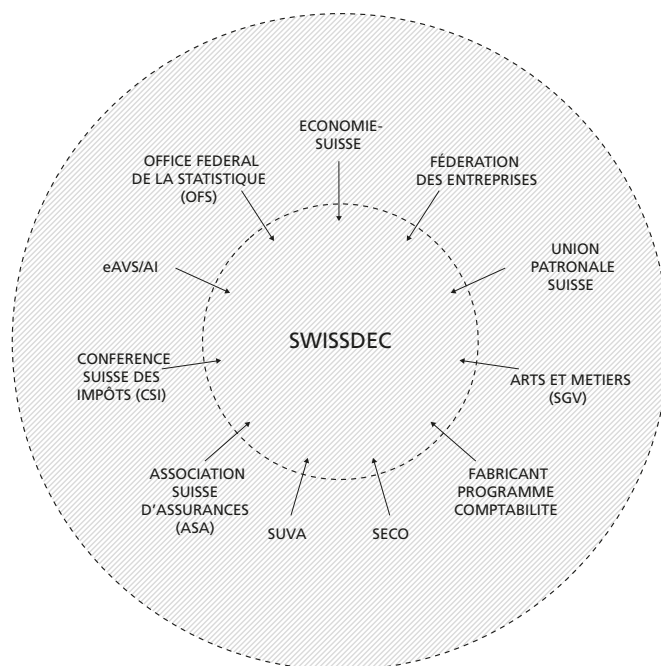 ECONOMIE-
SUISSE
OFFICE FEDERAL
DE LA STATISTIQUE
(OFS)
FÉDERATION
DES ENTREPRISES
eAVS/AI
UNION
PATRONALE
SUISSE
SWISSDEC
CONFERENCE
SUISSE DES
IMPÔTS (CSI)
ARTS ET METIERS
(SGV)
ASSOCIATION
SUISSE
D'ASSURANCES
(ASA)
SUVA
SECO
FABRICANT
PROGRAMME
COMPTABILITE